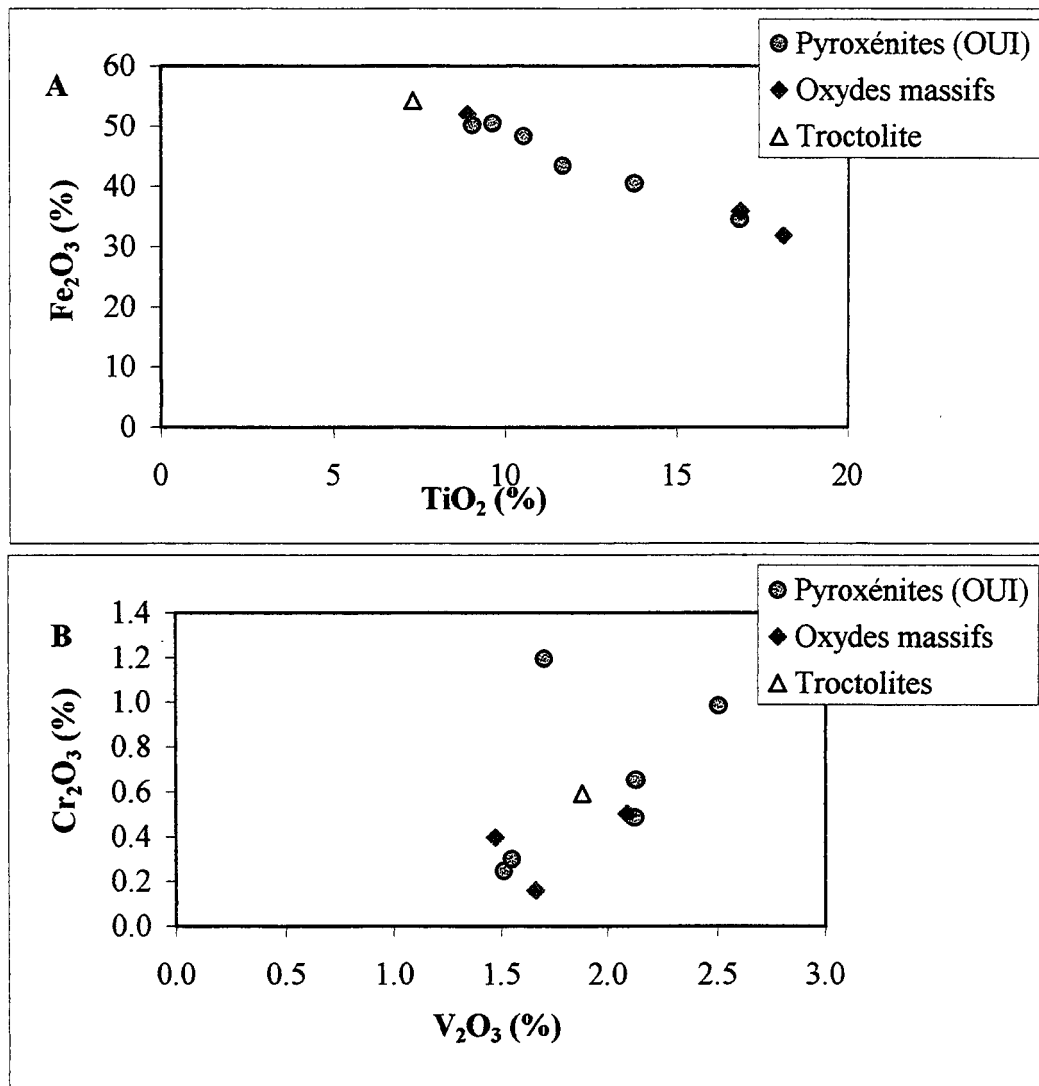 A
Pyroxénites (OUI)
Oxydes massifs
Troctolite
60
50
40
30
20
10
0
Fe₂O₃ (%)
0 5 10 15 20
TiO₂ (%)
B
Pyroxénites (OUI)
Oxydes massifs
Troctolites
1.4
1.2
1.0
0.8
0.6
0.4
0.2
0.0
Cr₂O₃ (%)
0.0 0.5 1.0 1.5 2.0 2.5 3.0
V₂O₃ (%)